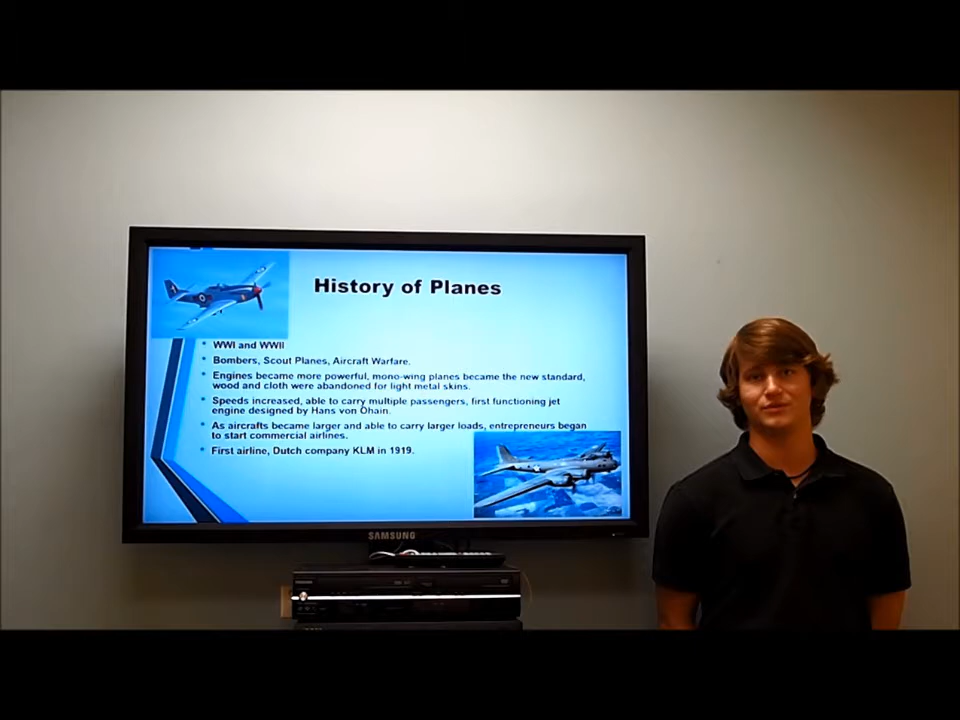 History of Planes
WWI and WWII
Bombers, Scout Planes, Aircraft Warfare.
Engines became more powerful, mono-wing planes became the new standard,
wood and cloth were abandoned for light metal skins.
Speeds increased, able to carry multiple passengers, first functioning jet
engine designed by Hans von Ohain.
As aircrafts became larger and able to carry larger loads, entrepreneurs began
to start commercial airlines.
First airline, Dutch company KLM in 1919.
SAMSUNG